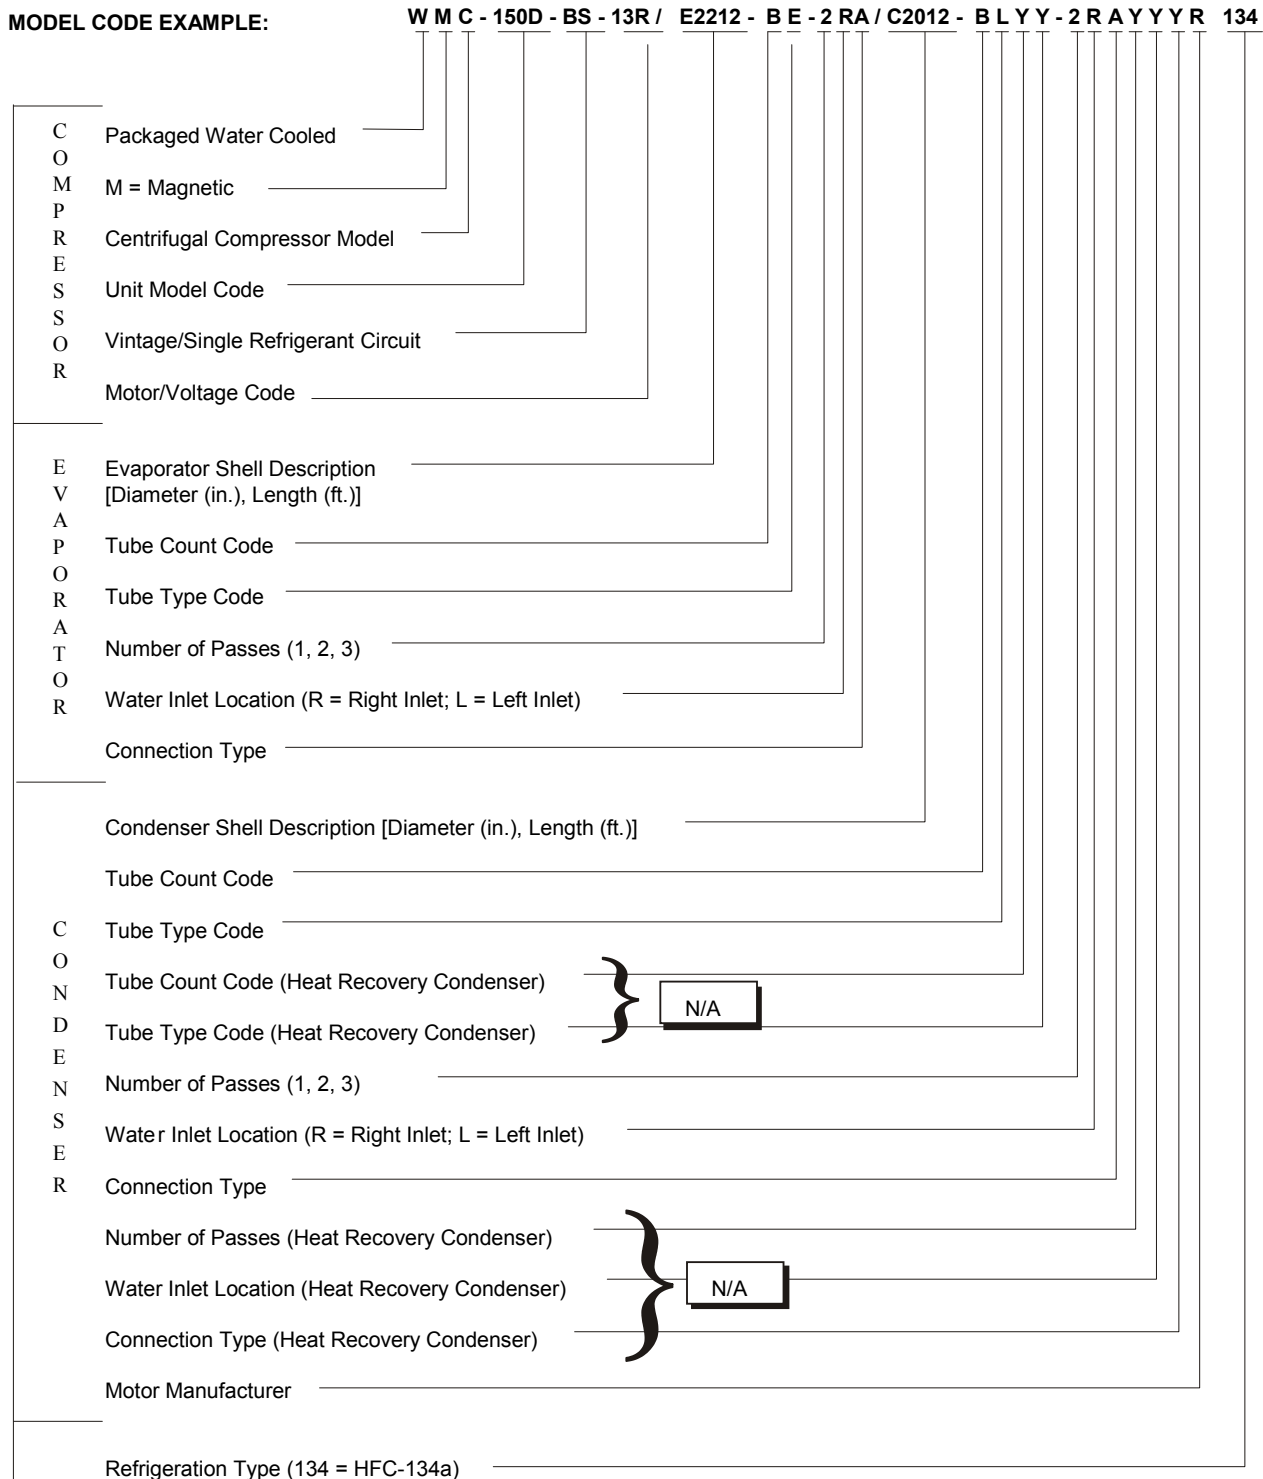 MODEL CODE EXAMPLE: W M C - 150D - BS - 13R / E2212 - B E - 2 R A / C2012 - B L Y Y - 2 R A Y Y Y R 134
COMPRESSOR
Packaged Water Cooled
M = Magnetic
Centrifugal Compressor Model
Unit Model Code
Vintage/Single Refrigerant Circuit
Motor/Voltage Code
EVAPORATOR
Evaporator Shell Description
[Diameter (in.), Length (ft.)]
Tube Count Code
Tube Type Code
Number of Passes (1, 2, 3)
Water Inlet Location (R = Right Inlet; L = Left Inlet)
Connection Type
CONDENSER
Condenser Shell Description [Diameter (in.), Length (ft.)]
Tube Count Code
Tube Type Code
Tube Count Code (Heat Recovery Condenser)
N/A
Tube Type Code (Heat Recovery Condenser)
Number of Passes (1, 2, 3)
Water Inlet Location (R = Right Inlet; L = Left Inlet)
Connection Type
Number of Passes (Heat Recovery Condenser)
Water Inlet Location (Heat Recovery Condenser)
N/A
Connection Type (Heat Recovery Condenser)
Motor Manufacturer
Refrigeration Type (134 = HFC-134a)